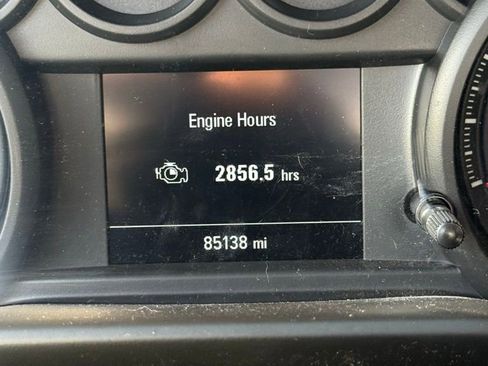 Engine Hours
2856.5 hrs
85138 mi